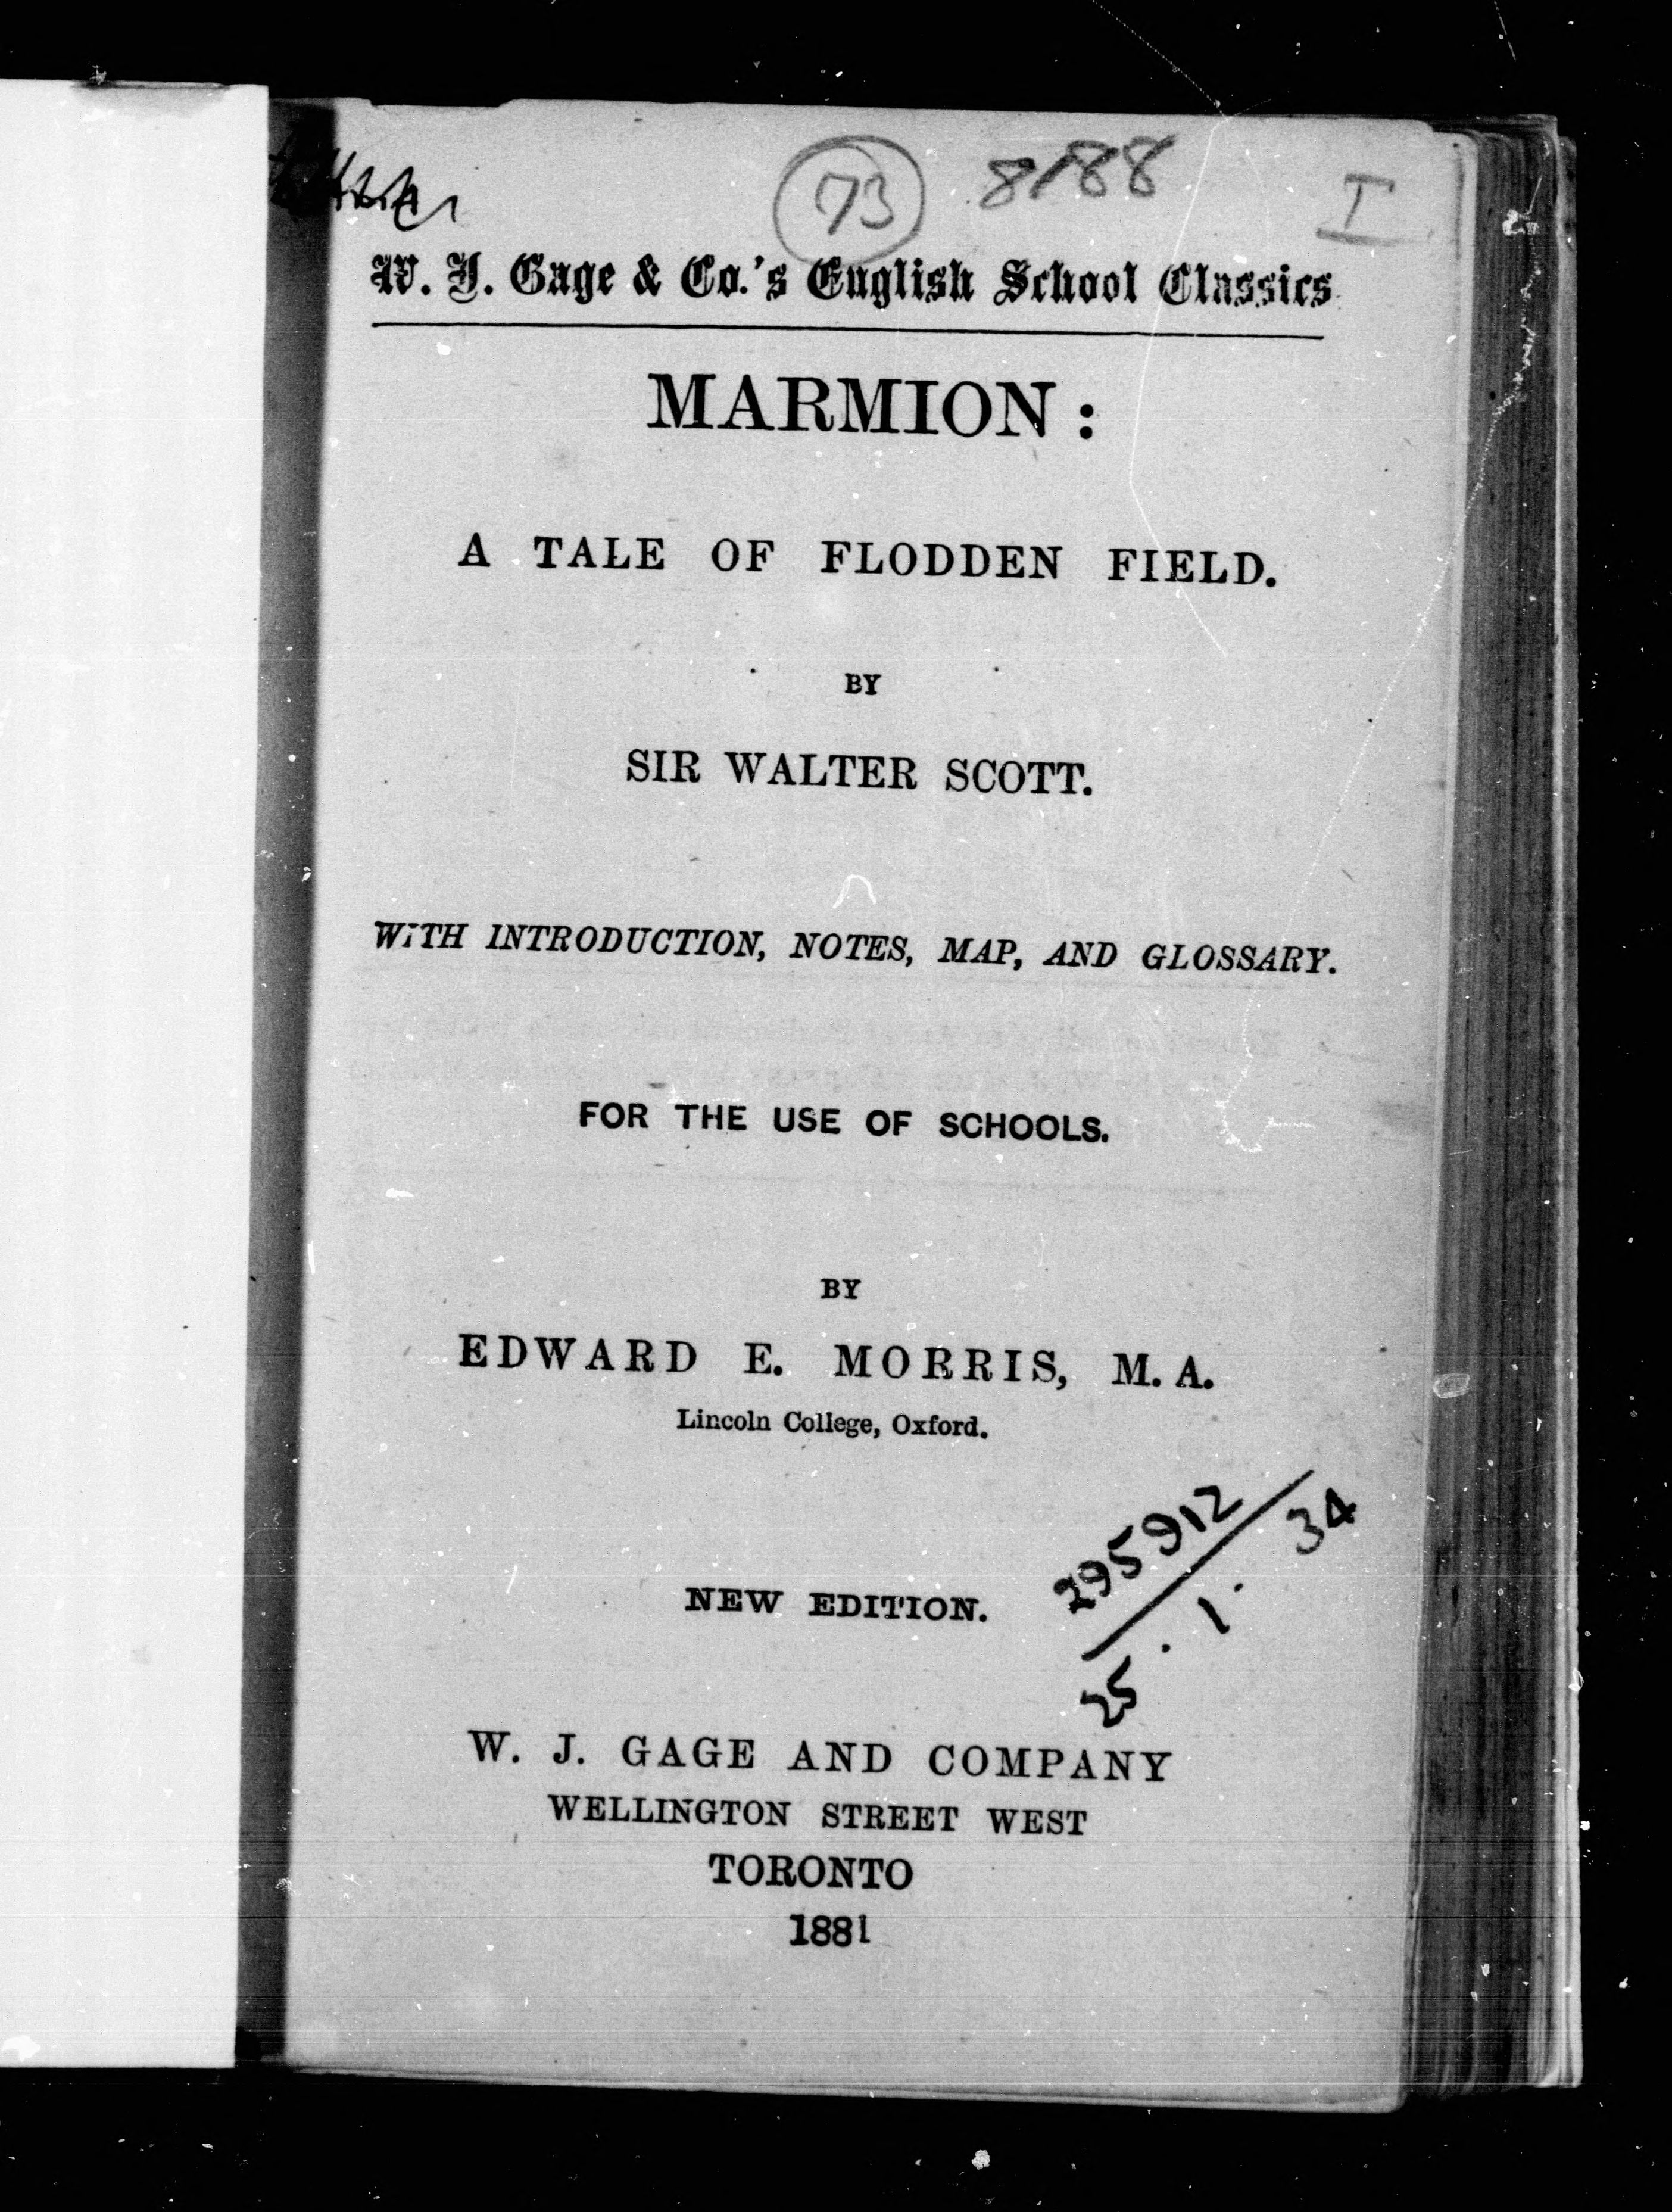 73 8188 I
W. J. Gage & Co.'s English School Classics
MARMION:
A TALE OF FLODDEN FIELD.
BY
SIR WALTER SCOTT.
WITH INTRODUCTION, NOTES, MAP, AND GLOSSARY.
FOR THE USE OF SCHOOLS.
BY
EDWARD E. MORRIS, M. A.
Lincoln College, Oxford.
295912
25.1.34
NEW EDITION.
W. J. GAGE AND COMPANY
WELLINGTON STREET WEST
TORONTO
1881